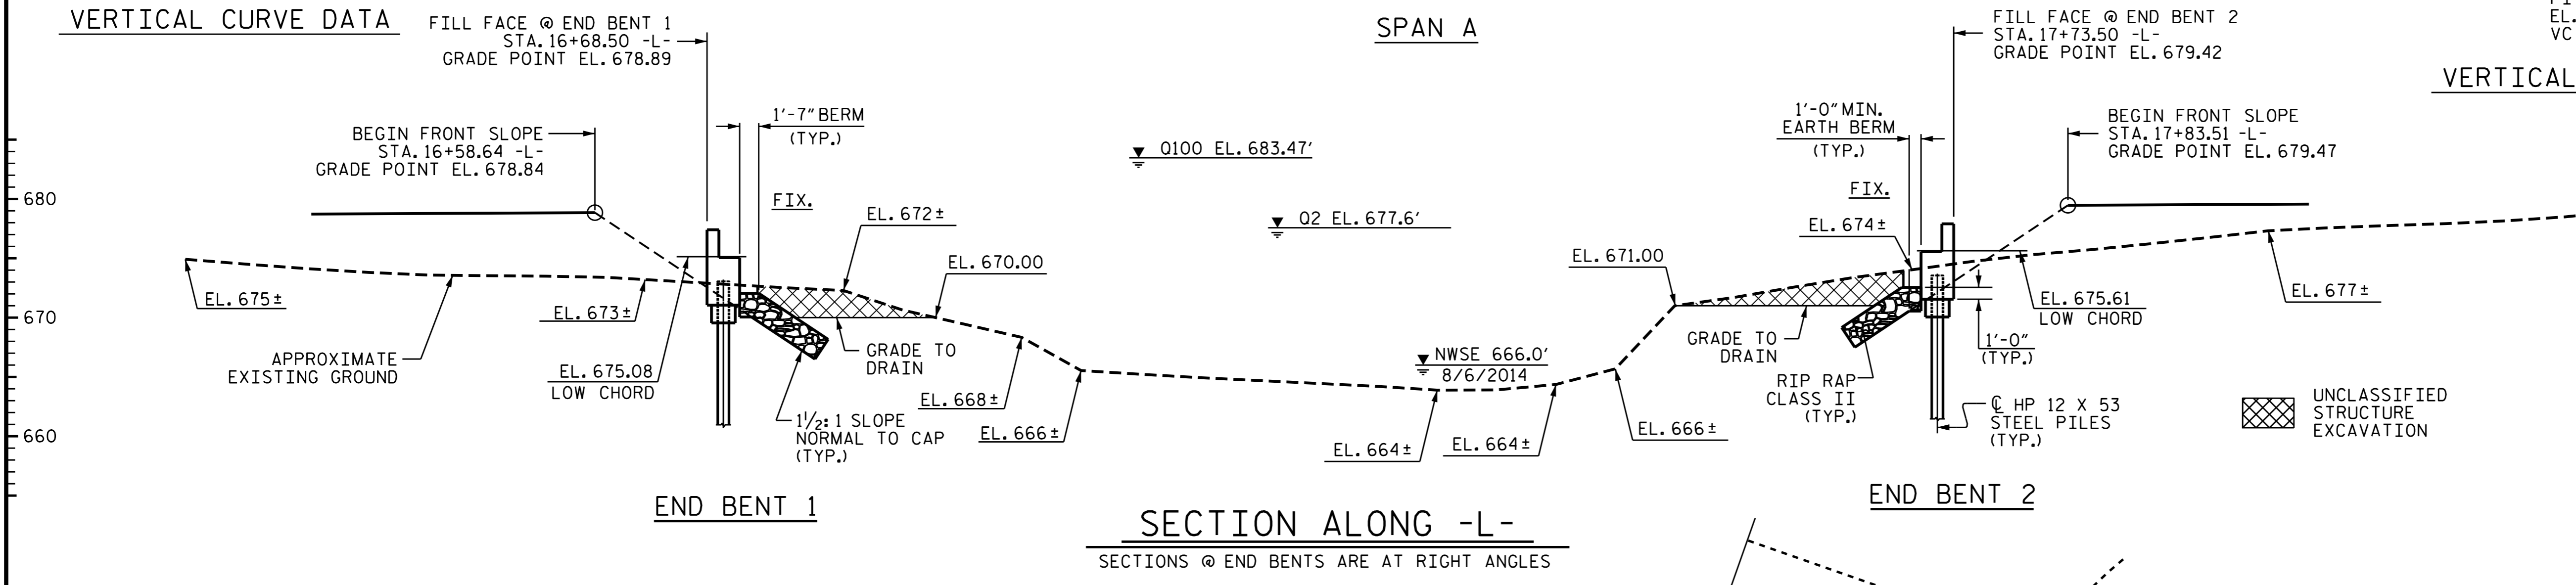 VERTICAL CURVE DATA
FILL FACE @ END BENT 1
STA. 16+68.50 -L-
GRADE POINT EL. 678.89
SPAN A
FILL FACE @ END BENT 2
STA. 17+73.50 -L-
GRADE POINT EL. 679.42
EL.
VC
VERTICAL
BEGIN FRONT SLOPE
STA. 16+58.64 -L-
GRADE POINT EL. 678.84
1'-7" BERM
(TYP.)
Q100 EL. 683.47'
1'-0" MIN.
EARTH BERM
(TYP.)
BEGIN FRONT SLOPE
STA. 17+83.51 -L-
GRADE POINT EL. 679.47
680
FIX.
EL. 672±
Q2 EL. 677.6'
FIX.
EL. 674±
EL. 675±
EL. 673±
EL. 670.00
EL. 671.00
EL. 675.61
LOW CHORD
EL. 677±
670
APPROXIMATE
EXISTING GROUND
EL. 675.08
LOW CHORD
GRADE TO
DRAIN
EL. 668±
NWSE 666.0'
8/6/2014
GRADE TO
DRAIN
1'-0"
(TYP.)
RIP RAP
CLASS II
(TYP.)
660
1½:1 SLOPE
NORMAL TO CAP
(TYP.)
EL. 666±
EL. 664±
EL. 664±
EL. 666±
℄ HP 12 X 53
STEEL PILES
(TYP.)
UNCLASSIFIED
STRUCTURE
EXCAVATION
END BENT 1
END BENT 2
SECTION ALONG -L-
SECTIONS @ END BENTS ARE AT RIGHT ANGLES